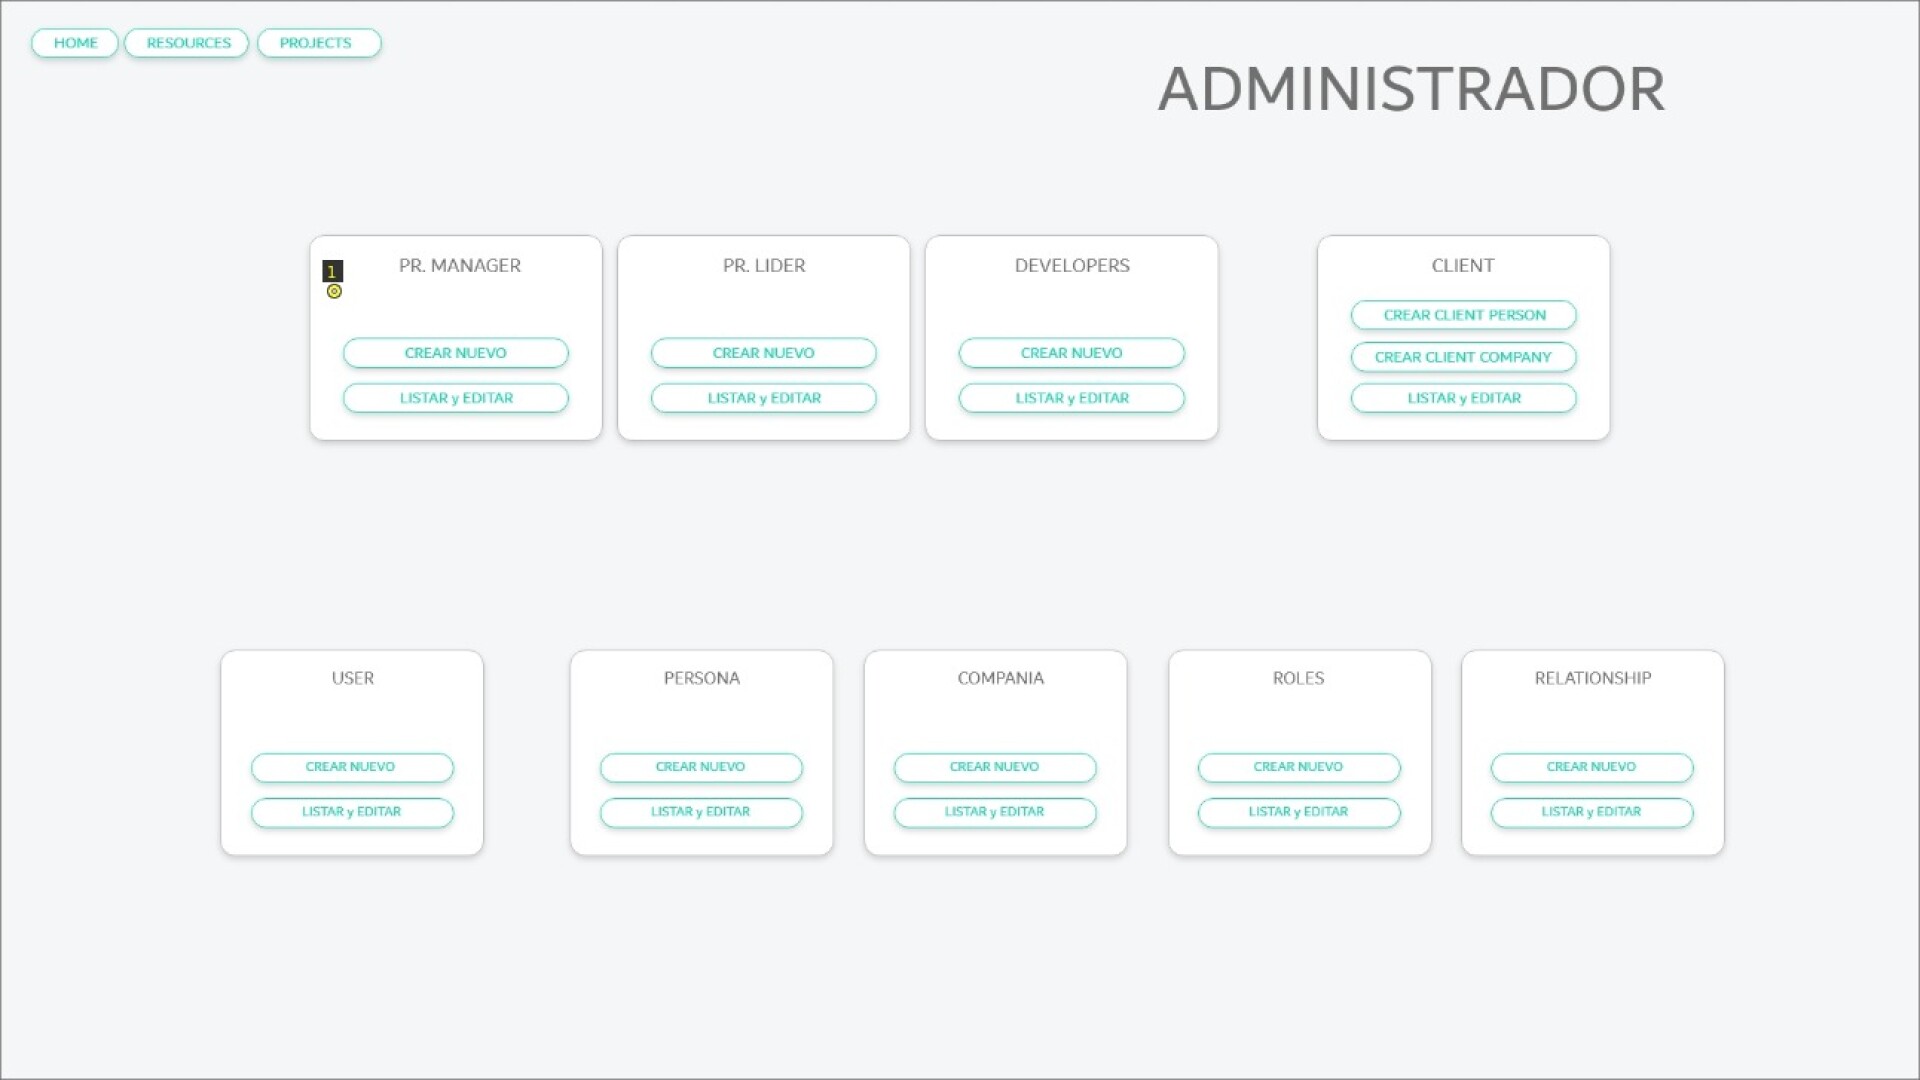 HOME RESOURCES PROJECTS
ADMINISTRADOR
1
PR. MANAGER
CREAR NUEVO
LISTAR y EDITAR
PR. LIDER
CREAR NUEVO
LISTAR y EDITAR
DEVELOPERS
CREAR NUEVO
LISTAR y EDITAR
CLIENT
CREAR CLIENT PERSON
CREAR CLIENT COMPANY
LISTAR y EDITAR
USER
CREAR NUEVO
LISTAR y EDITAR
PERSONA
CREAR NUEVO
LISTAR y EDITAR
COMPANIA
CREAR NUEVO
LISTAR y EDITAR
ROLES
CREAR NUEVO
LISTAR y EDITAR
RELATIONSHIP
CREAR NUEVO
LISTAR y EDITAR